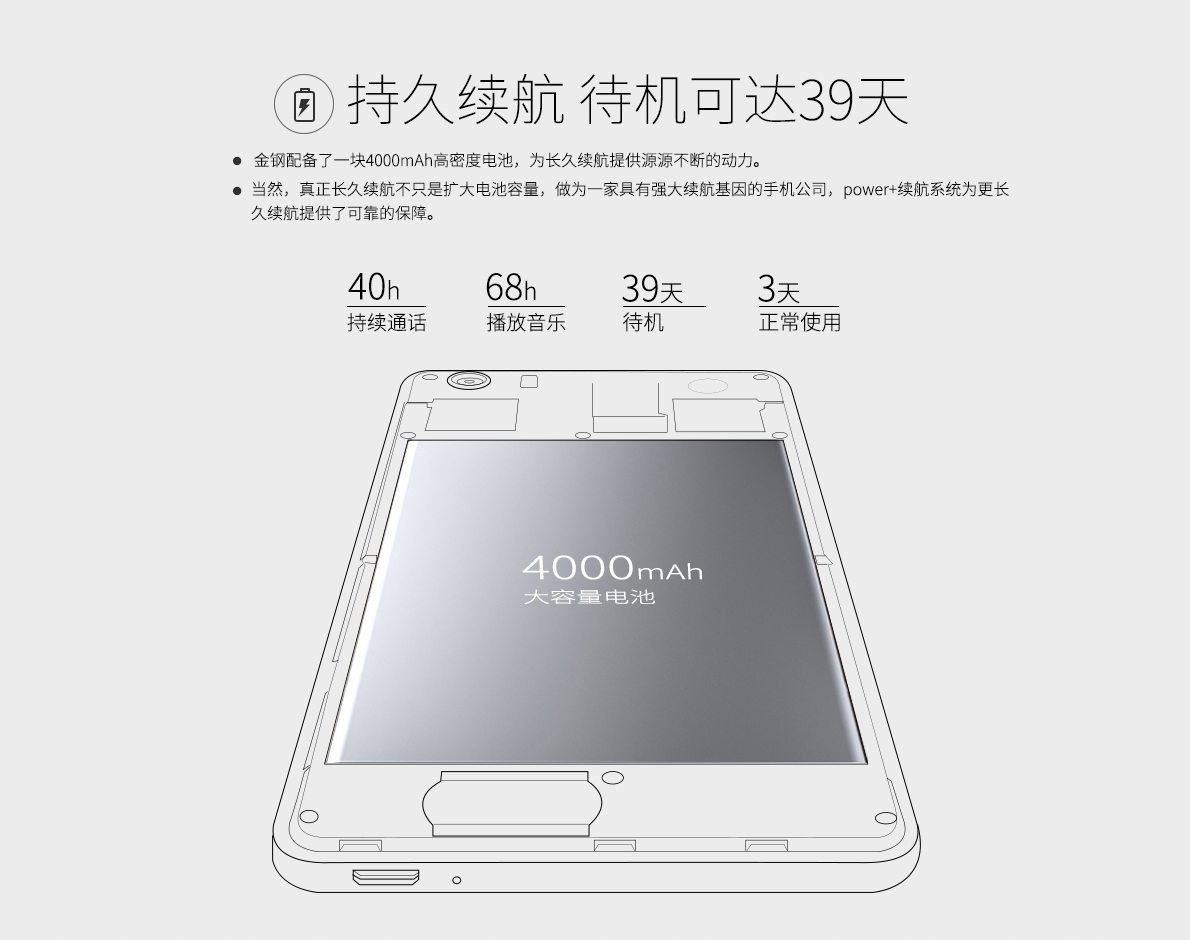 持久续航 待机可达39天
● 金钢配备了一块4000mAh高密度电池，为长久续航提供源源不断的动力。
● 当然，真正长久续航不只是扩大电池容量，做为一家具有强大续航基因的手机公司，power+续航系统为更长
久续航提供了可靠的保障。
40h 68h 39天 3天
持续通话 播放音乐 待机 正常使用
4000mAh
大容量电池